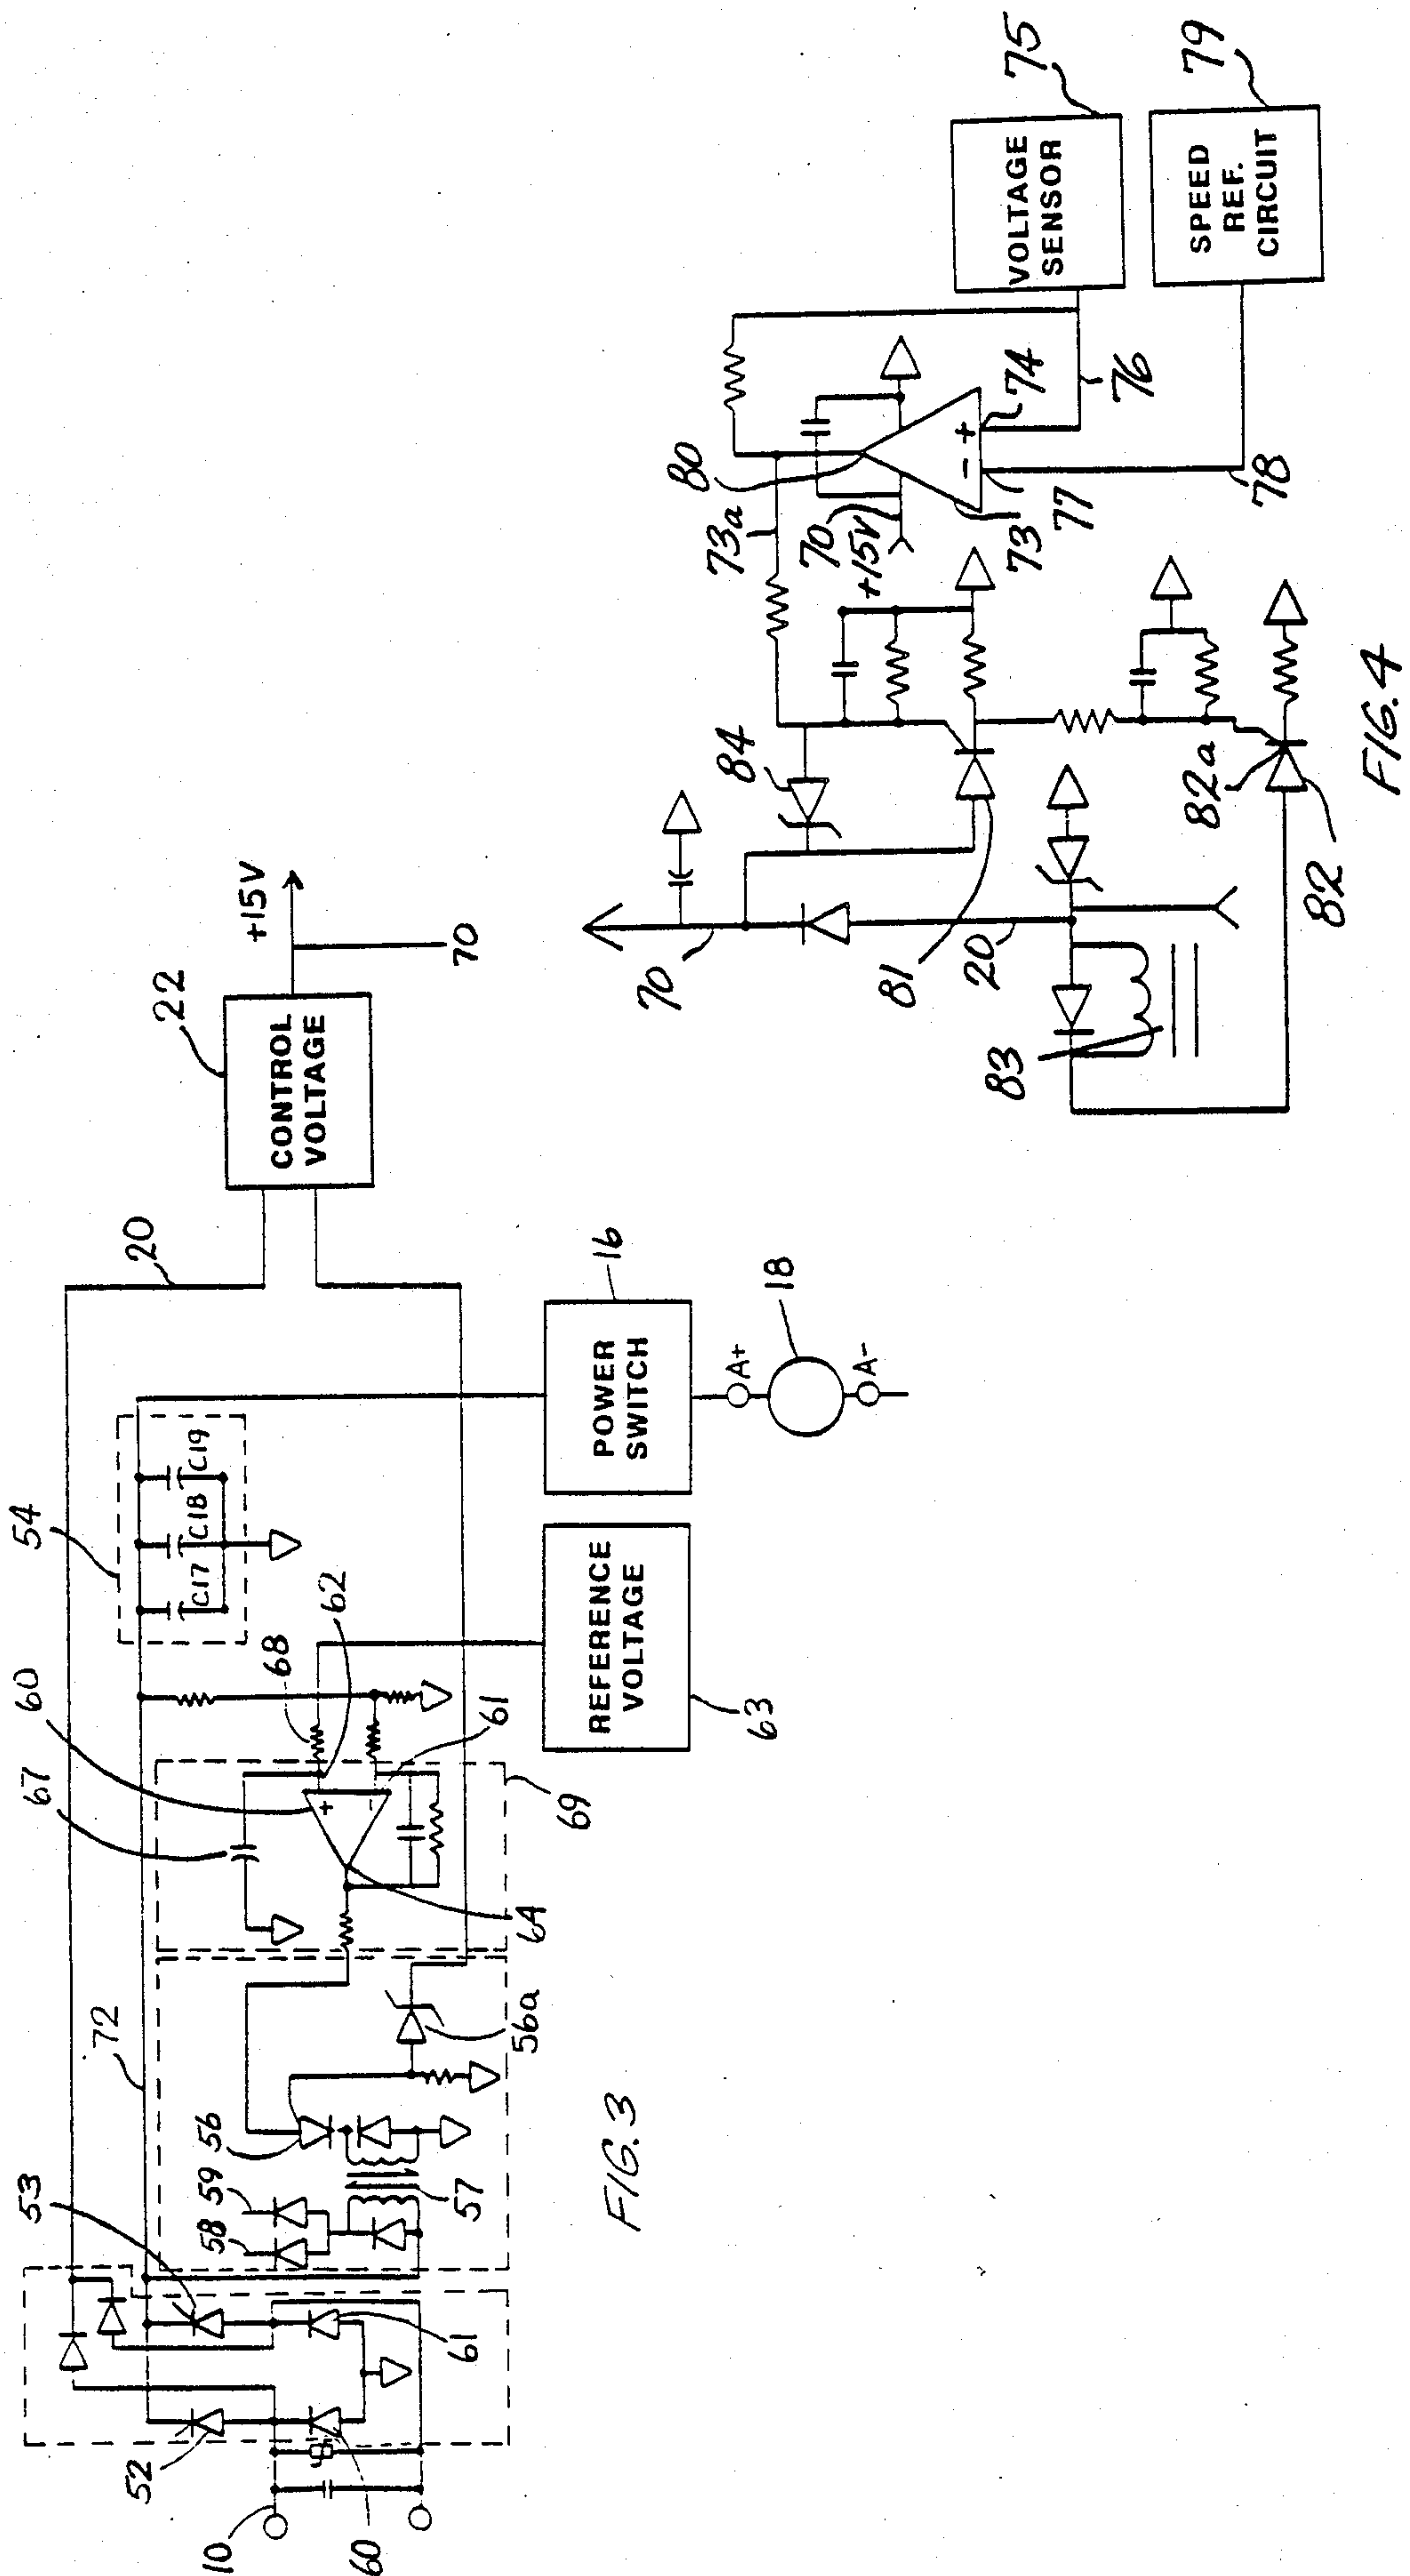 FIG. 3
10
52
53
60
61
58
59
56
57
56a
72
67
60
+
-
64
69
61
62
68
54
C17
C18
C19
REFERENCE
VOLTAGE
63
POWER
SWITCH
16
A+
18
A-
20
CONTROL
VOLTAGE
22
+15V
70
FIG. 4
70
84
81
20
83
82
82a
73a
80
70
+15V
73
77
-
+
74
76
78
VOLTAGE
SENSOR
75
SPEED
REF.
CIRCUIT
79